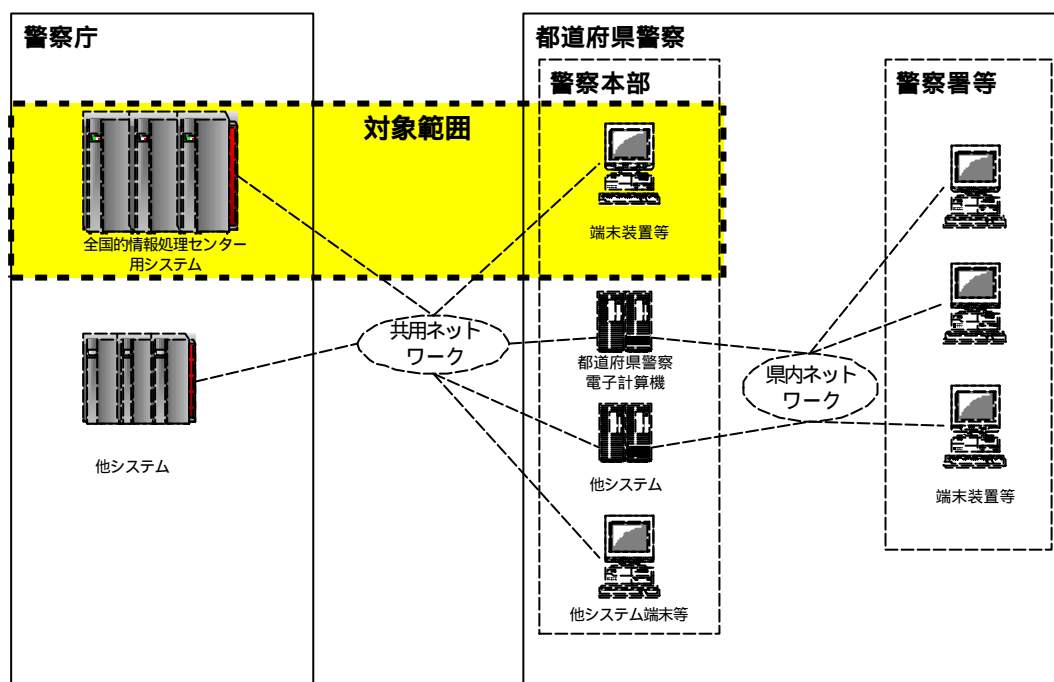 警察庁
都道府県警察
警察本部
警察署等
対象範囲
全国的情報処理センター
用システム
端末装置等
共用ネット
ワーク
都道府県警察
電子計算機
県内ネット
ワーク
他システム
他システム
端末装置等
他システム端末等